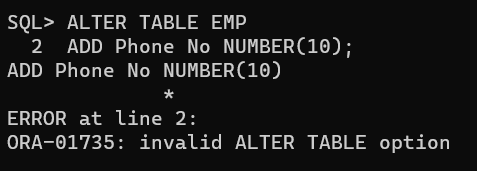 SQL> ALTER TABLE EMP
  2  ADD Phone No NUMBER(10);
ADD Phone No NUMBER(10)
             *
ERROR at line 2:
ORA-01735: invalid ALTER TABLE option